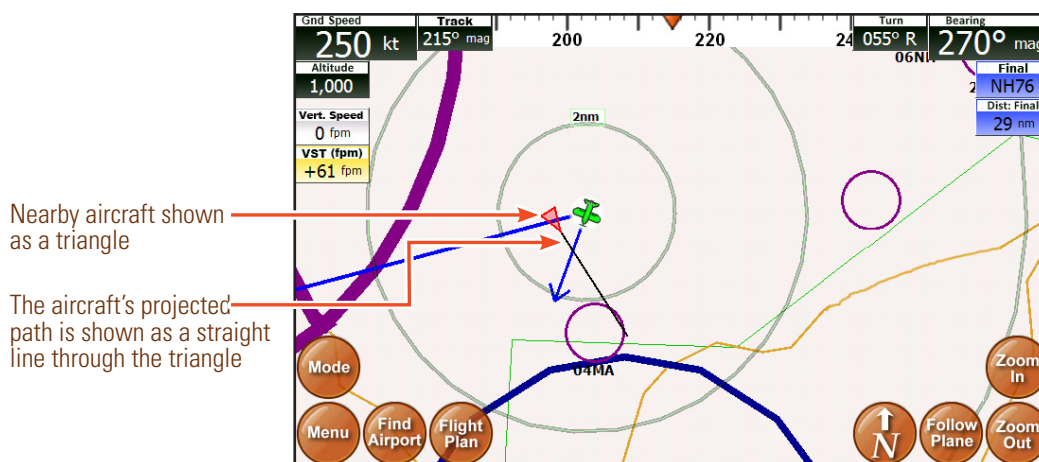 Gnd Speed
250 kt
Track
215° mag
200
220
24
Turn
055° R
Bearing
270° mag
Altitude
1,000
Final
NH76
Dist: Final
29 nm
Vert. Speed
0 fpm
VST (fpm)
+61 fpm
2nm
Nearby aircraft shown
as a triangle
The aircraft's projected
path is shown as a straight
line through the triangle
04MA
Mode
Menu
Find
Airport
Flight
Plan
N
Follow
Plane
Zoom
In
Zoom
Out